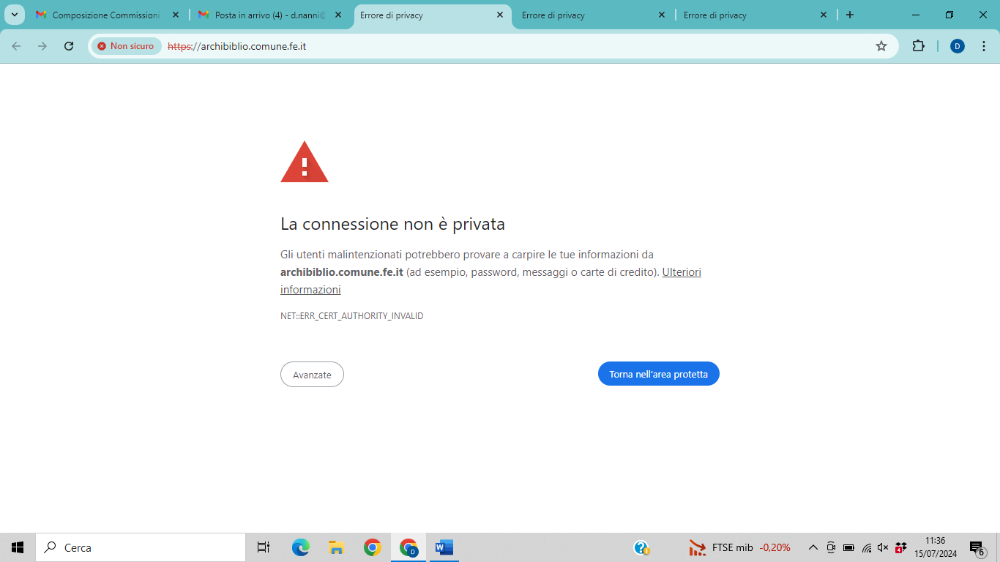 Composizione Commissioni
Posta in arrivo (4) - d.nanni@
Errore di privacy
Errore di privacy
Errore di privacy
Non sicuro
https://archibiblio.comune.fe.it
D
La connessione non è privata
Gli utenti malintenzionati potrebbero provare a carpire le tue informazioni da
archibiblio.comune.fe.it (ad esempio, password, messaggi o carte di credito). Ulteriori
informazioni
NET::ERR_CERT_AUTHORITY_INVALID
Avanzate
Torna nell'area protetta
Cerca
D
W
FTSE mib -0,20%
4
11:36
15/07/2024
6